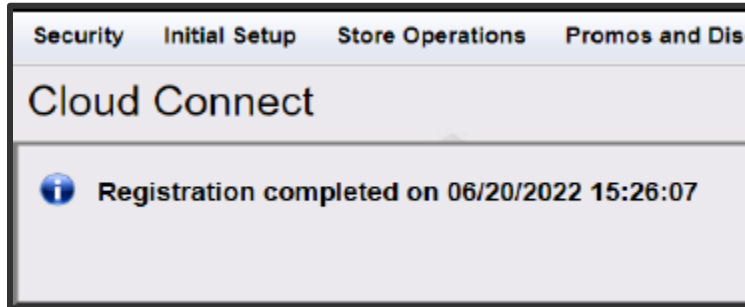 Security Initial Setup Store Operations Promos and Dis
Cloud Connect
Registration completed on 06/20/2022 15:26:07